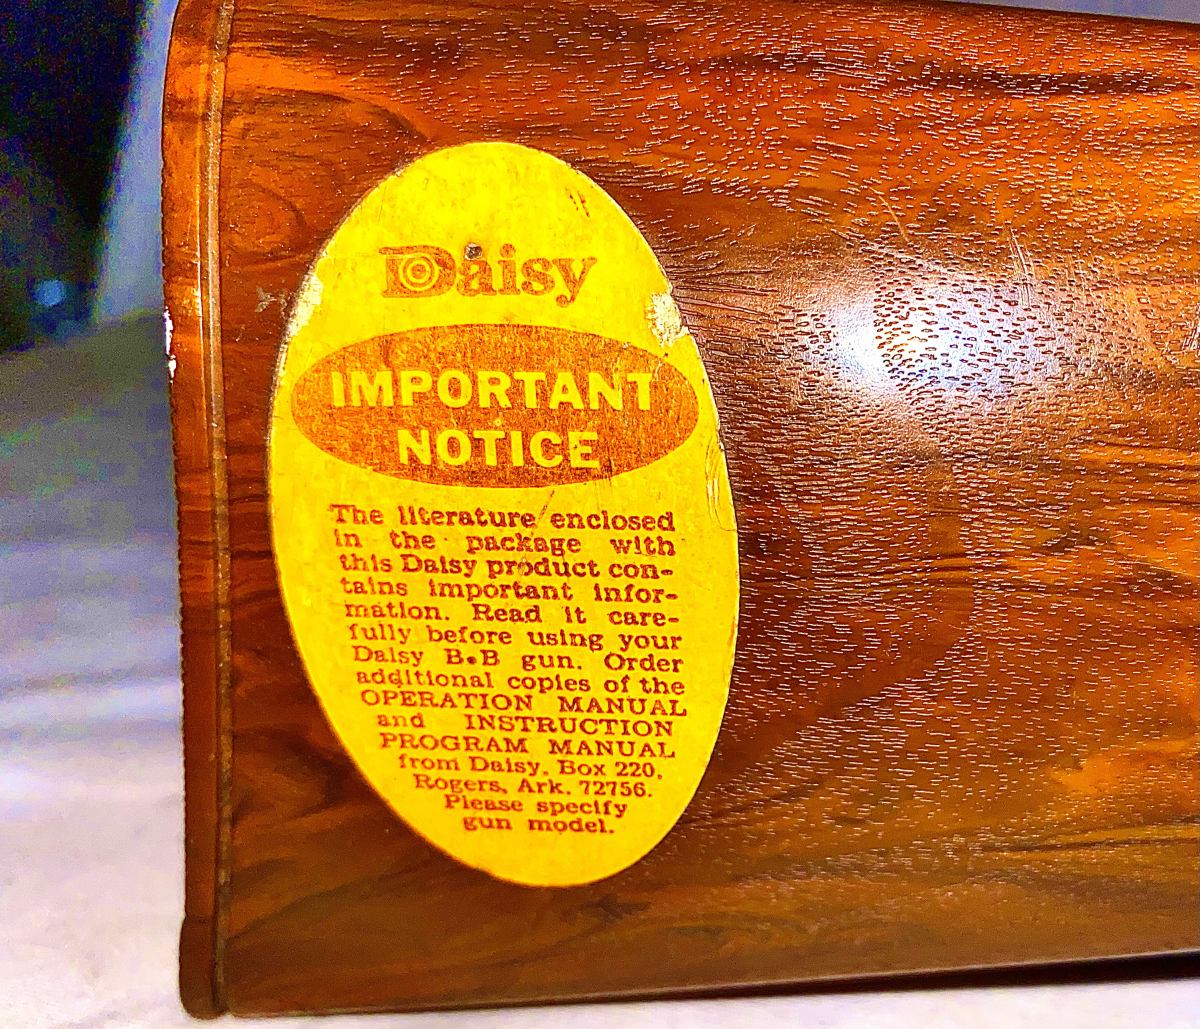 Daisy
IMPORTANT
NOTICE
The literature enclosed
in the package with
this Daisy product con-
tains important infor-
mation. Read it care-
fully before using your
Daisy B•B gun. Order
additional copies of the
OPERATION MANUAL
and INSTRUCTION
PROGRAM MANUAL
from Daisy, Box 220,
Rogers, Ark. 72756.
Please specify
gun model.